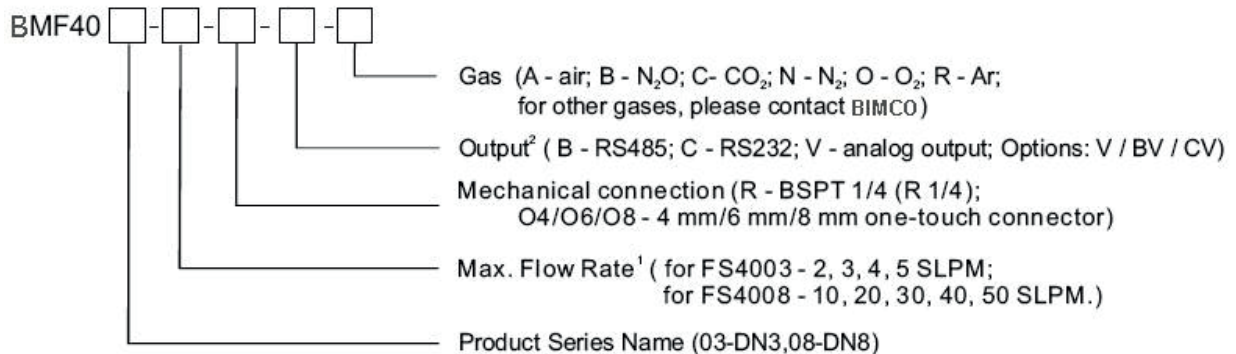 BMF40 - - - -
Gas (A - air; B - N₂O; C- CO₂; N - N₂; O - O₂; R - Ar;
for other gases, please contact BIMCO)
Output² ( B - RS485; C - RS232; V - analog output; Options: V / BV / CV)
Mechanical connection (R - BSPT 1/4 (R 1/4);
O4/O6/O8 - 4 mm/6 mm/8 mm one-touch connector)
Max. Flow Rate¹ ( for FS4003 - 2, 3, 4, 5 SLPM;
for FS4008 - 10, 20, 30, 40, 50 SLPM.)
Product Series Name (03-DN3,08-DN8)